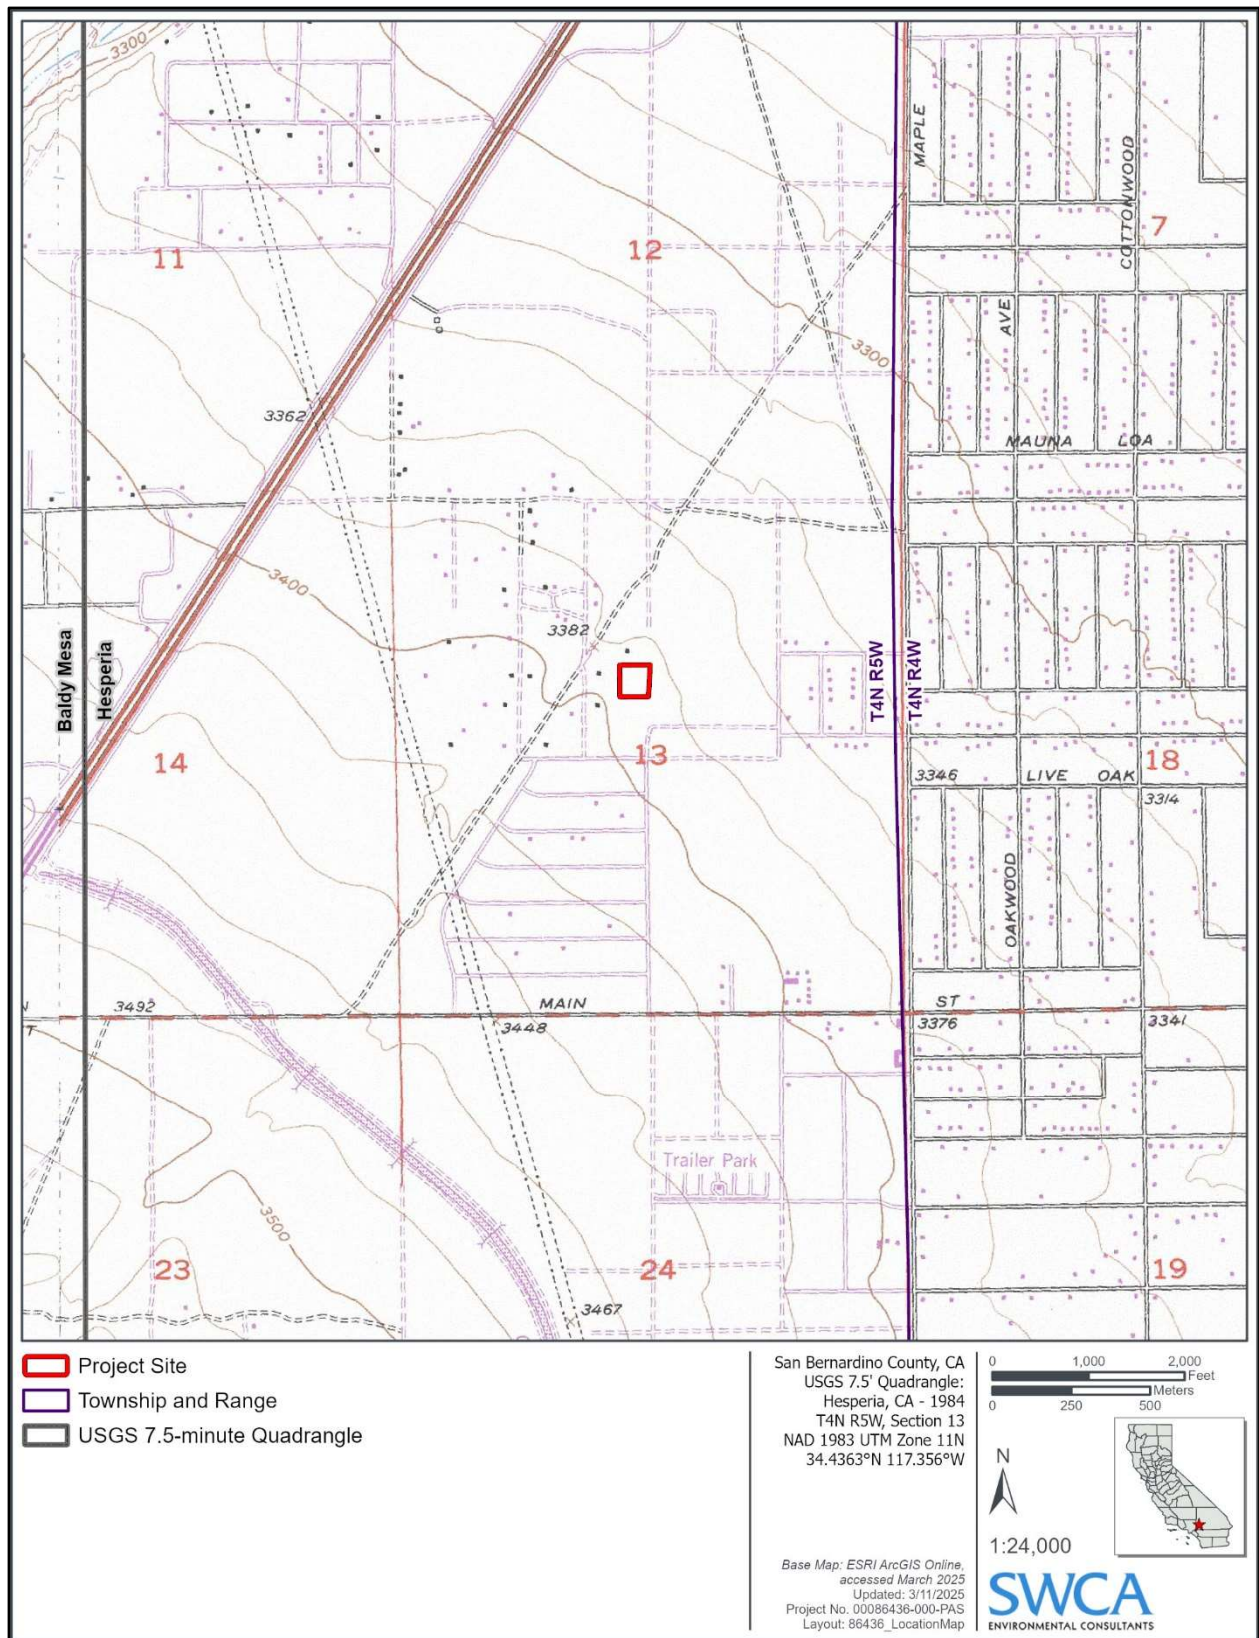 3300
MAPLE
COTTONWOOD
7
11
12
3300
AVE
3362
MAUNA LOA
3400
3382
Baldy Mesa
Hesperia
T4N R5W
T4N R4W
14
13
18
3346
LIVE OAK
3314
OAKWOOD
3492
MAIN
ST
3448
3376
3341
T
Trailer Park
3500
23
24
19
3467
Project Site
Township and Range
USGS 7.5-minute Quadrangle
San Bernardino County, CA
USGS 7.5' Quadrangle:
Hesperia, CA - 1984
T4N R5W, Section 13
NAD 1983 UTM Zone 11N
34.4363°N 117.356°W
Base Map: ESRI ArcGIS Online,
accessed March 2025
Updated: 3/11/2025
Project No. 00086436-000-PAS
Layout: 86436_LocationMap
0 1,000 2,000
Feet
Meters
0 250 500
N
1:24,000
SWCA
ENVIRONMENTAL CONSULTANTS